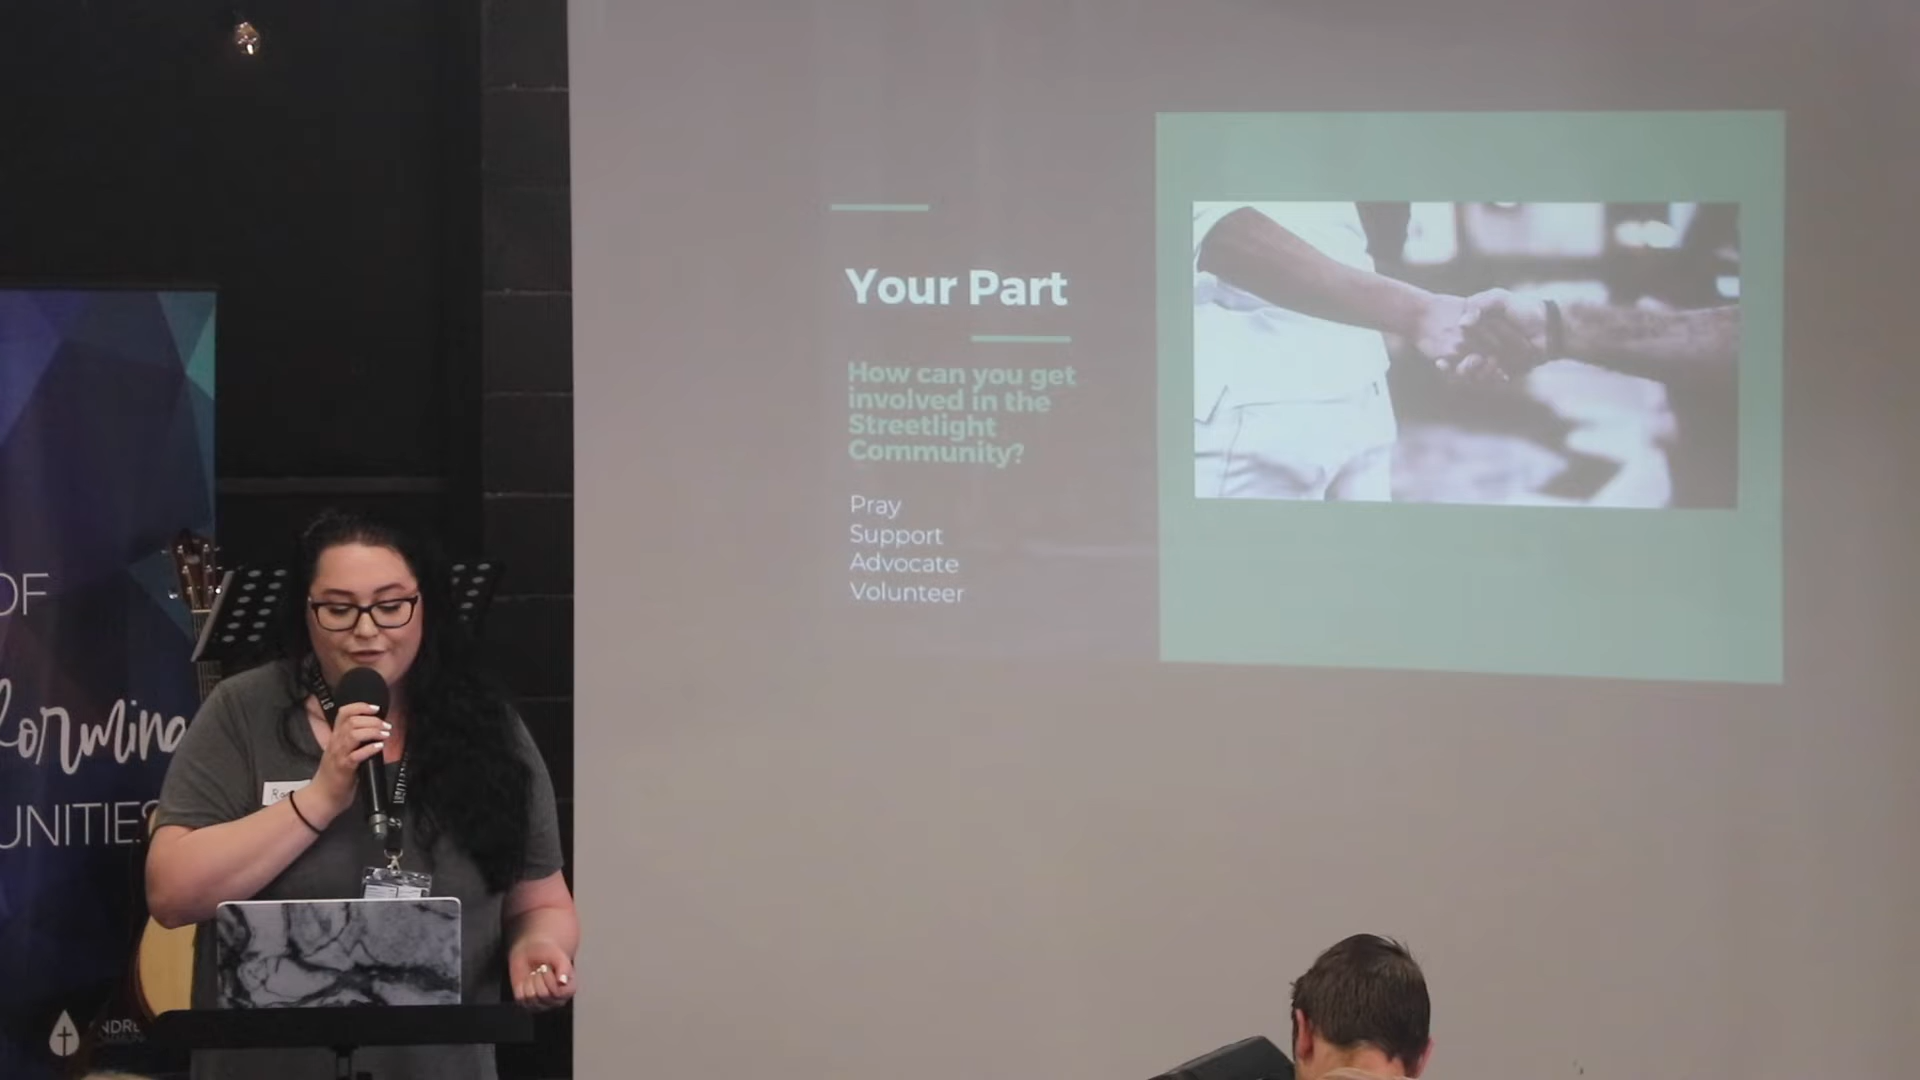 Your Part
How can you get
involved in the
Streetlight
Community?
Pray
Support
Advocate
Volunteer
OF
UNITIES